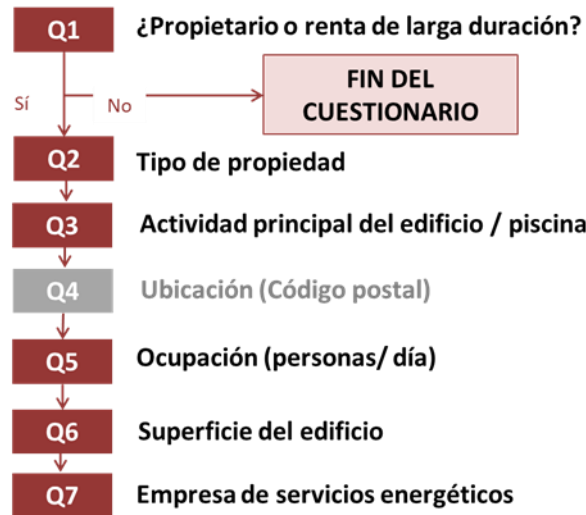 Q1 ¿Propietario o renta de larga duración?
Sí
No
FIN DEL
CUESTIONARIO
Q2 Tipo de propiedad
Q3 Actividad principal del edificio / piscina
Q4 Ubicación (Código postal)
Q5 Ocupación (personas/ día)
Q6 Superficie del edificio
Q7 Empresa de servicios energéticos